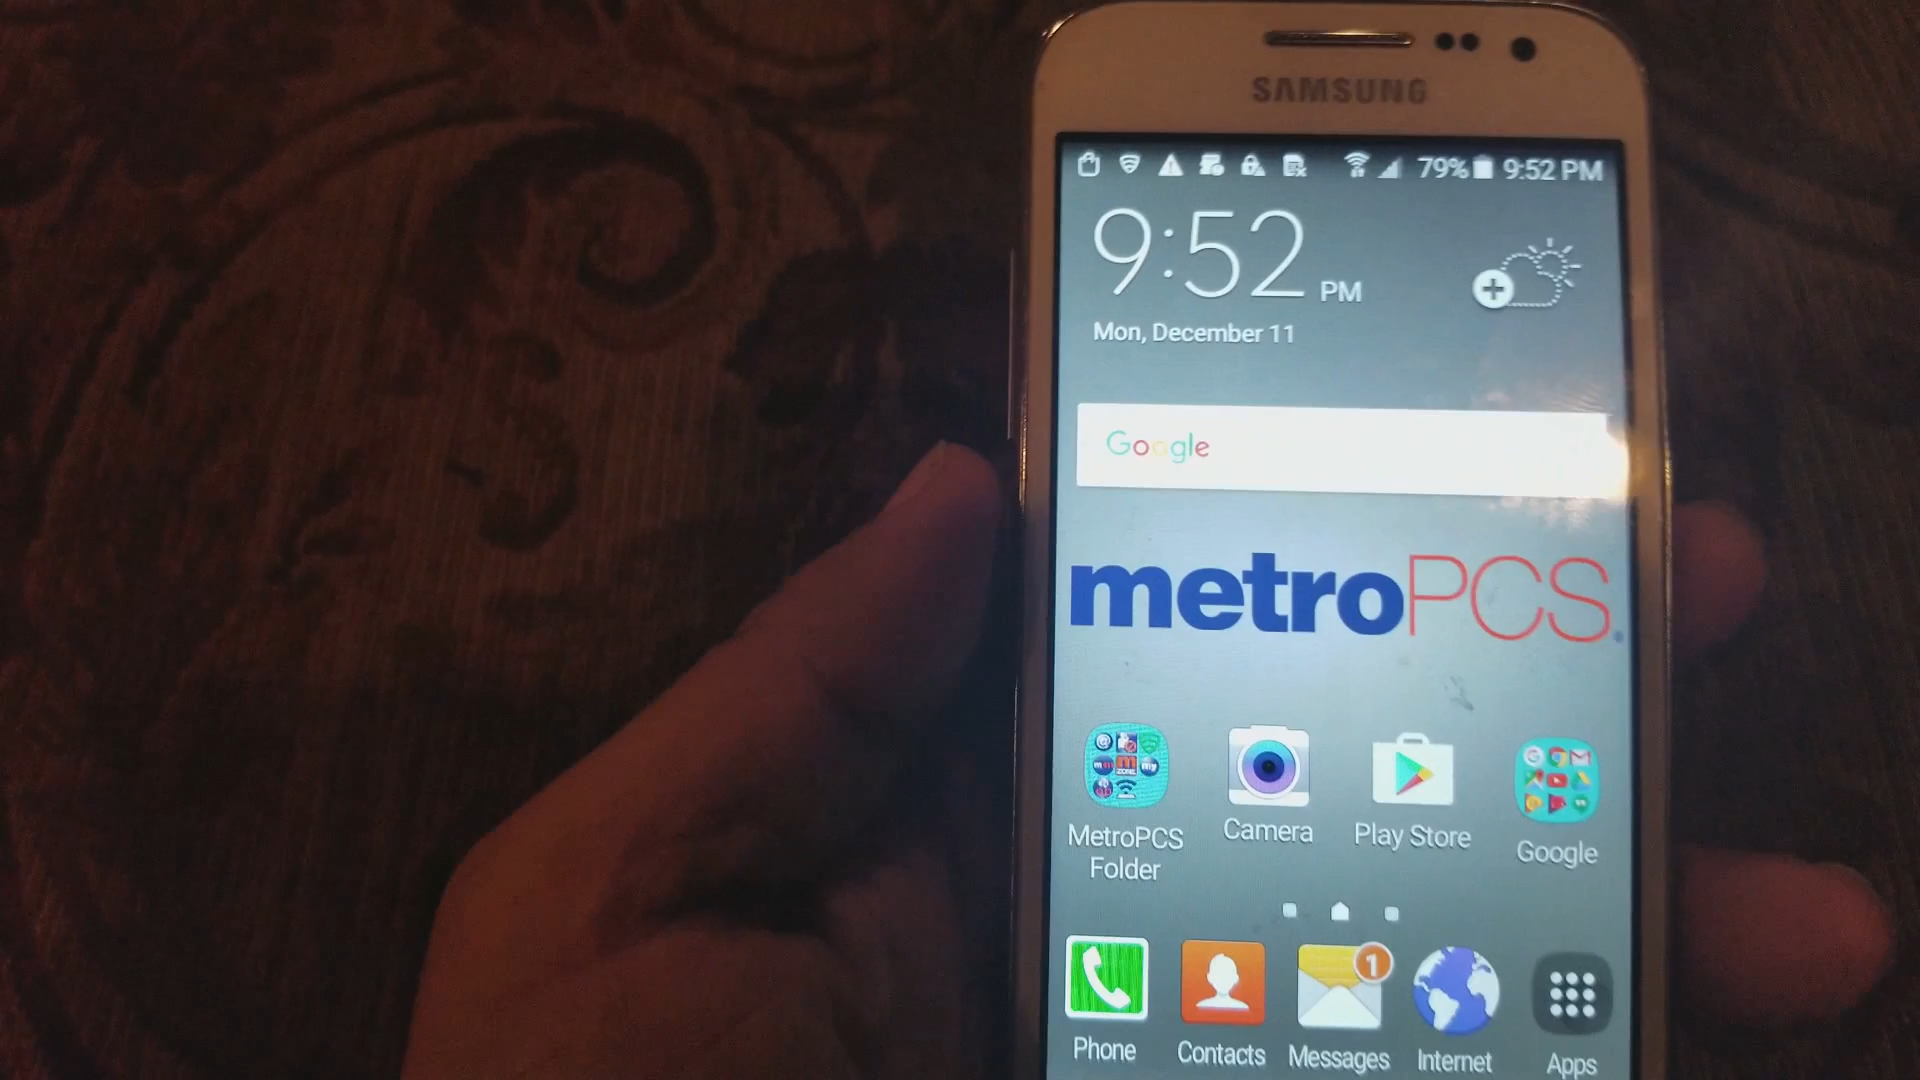 SAMSUNG
79% 9:52 PM
9:52 PM
Mon, December 11
Google
metroPCS
MetroPCS Folder
Camera
Play Store
Google
1
Phone
Contacts
Messages
Internet
Apps